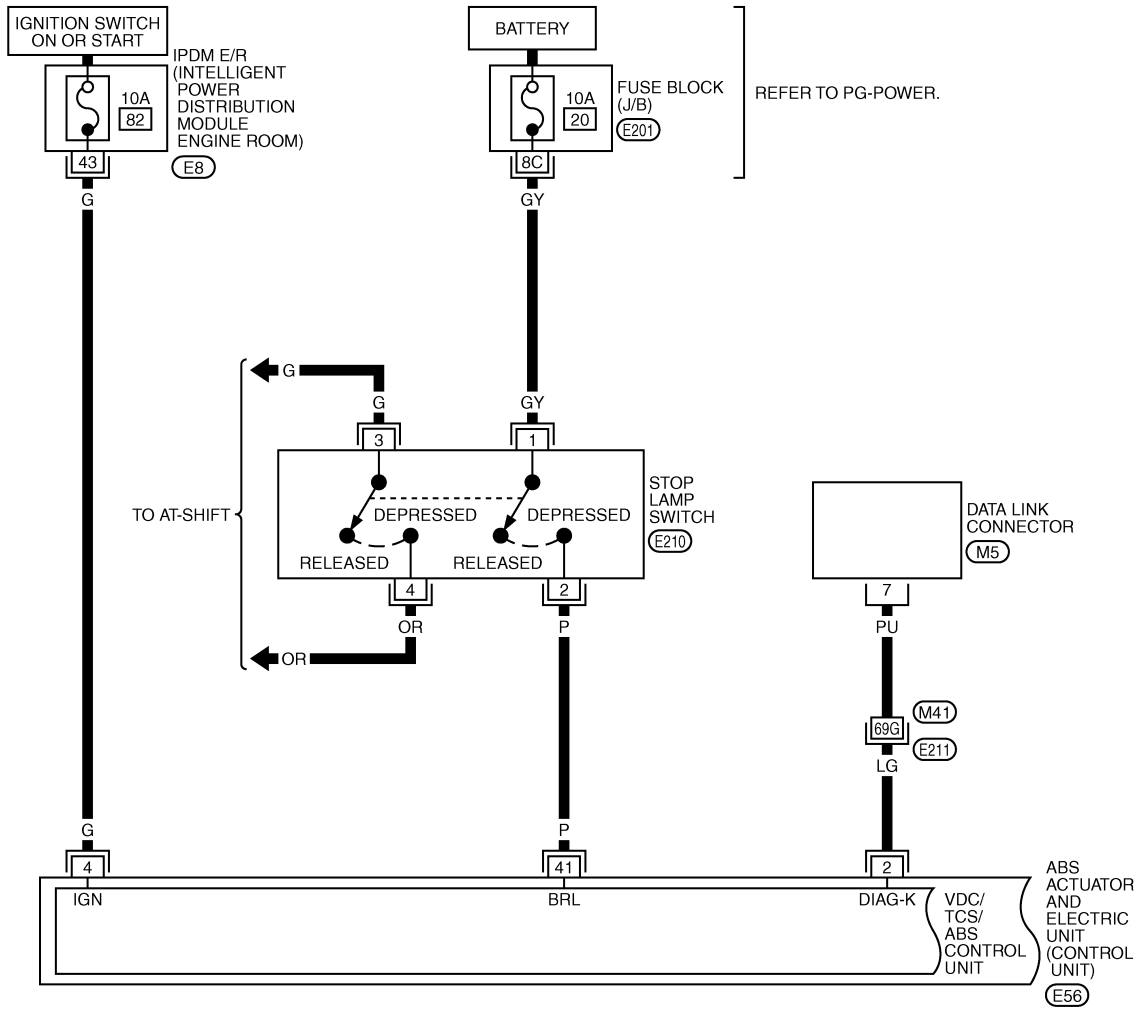 IGNITION SWITCH
ON OR START
IPDM E/R
(INTELLIGENT
POWER
DISTRIBUTION
MODULE
ENGINE ROOM)
E8
10A
82
43
G
BATTERY
10A
20
8C
GY
FUSE BLOCK
(J/B)
E201
REFER TO PG-POWER.
G
G
GY
3
1
TO AT-SHIFT
DEPRESSED
DEPRESSED
RELEASED
RELEASED
STOP
LAMP
SWITCH
E210
4
2
OR
P
OR
DATA LINK
CONNECTOR
M5
7
PU
69G
M41
E211
LG
G
P
4
41
2
IGN
BRL
DIAG-K
VDC/
TCS/
ABS
CONTROL
UNIT
ABS
ACTUATOR
AND
ELECTRIC
UNIT
(CONTROL
UNIT)
E56